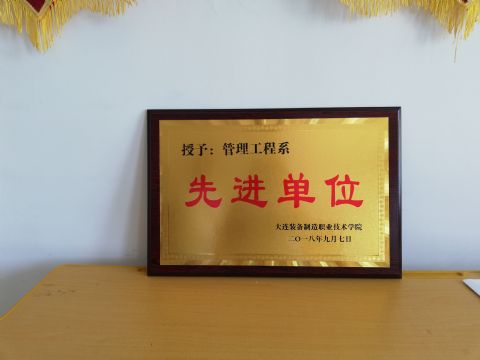 授予：管理工程系
先进单位
大连装备制造职业技术学院
二〇一八年九月七日